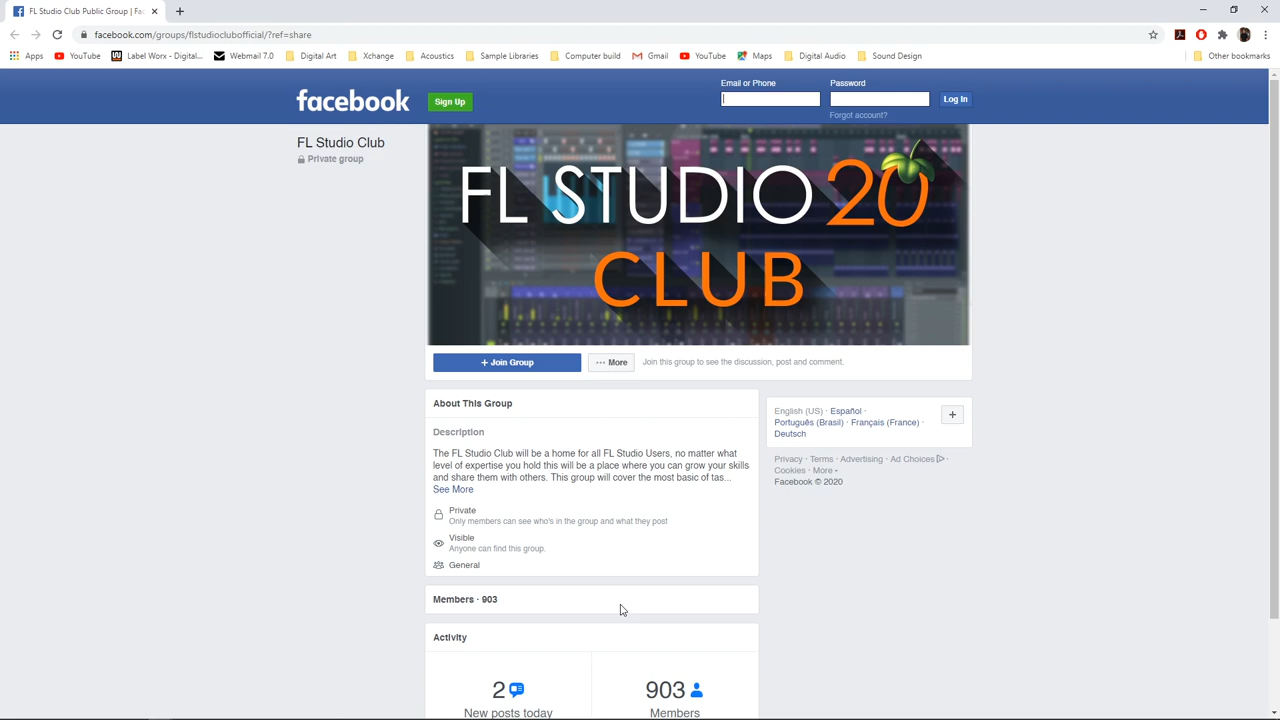 FL Studio Club Public Group | Fac
facebook.com/groups/flstudioclubofficial/?ref=share
Apps YouTube Label Worx - Digital... Webmail 7.0 Digital Art Xchange Acoustics Sample Libraries Computer build Gmail YouTube Maps Digital Audio Sound Design Other bookmarks
Email or Phone Password
facebook Sign Up Log In
Forgot account?
FL Studio Club
Private group
FL STUDIO 20
CLUB
+ Join Group ··· More Join this group to see the discussion, post and comment.
About This Group
Description
The FL Studio Club will be a home for all FL Studio Users, no matter what
level of expertise you hold this will be a place where you can grow your skills
and share them with others. This group will cover the most basic of tas...
See More
Private
Only members can see who's in the group and what they post
Visible
Anyone can find this group.
General
Members · 903
Activity
2
New posts today
903
Members
English (US) · Español ·
Português (Brasil) · Français (France) ·
Deutsch
+
Privacy · Terms · Advertising · Ad Choices ·
Cookies · More
Facebook © 2020